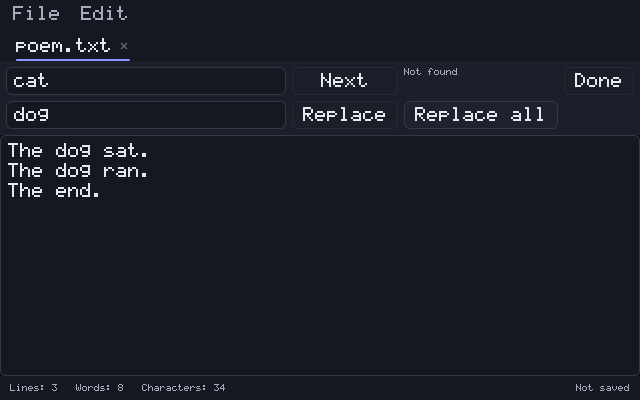 File Edit
poem.txt ×
cat Next Not found Done
dog Replace Replace all
The dog sat.
The dog ran.
The end.
Lines: 3 Words: 8 Characters: 34 Not saved